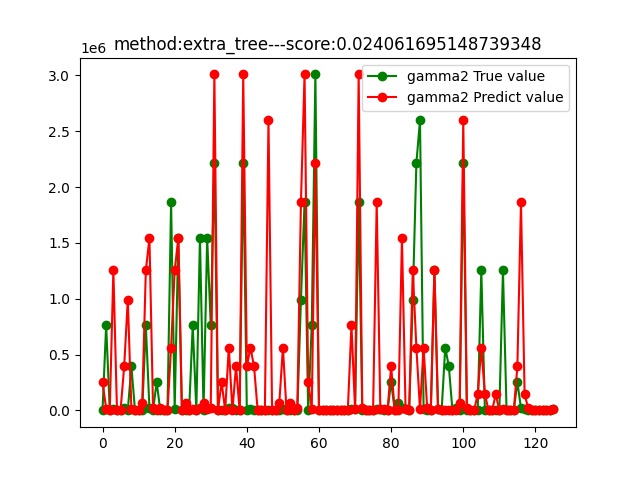 method:extra_tree---score:0.024061695148739348
1e6
gamma2 True value
gamma2 Predict value
3.0
2.5
2.0
1.5
1.0
0.5
0.0
0 20 40 60 80 100 120